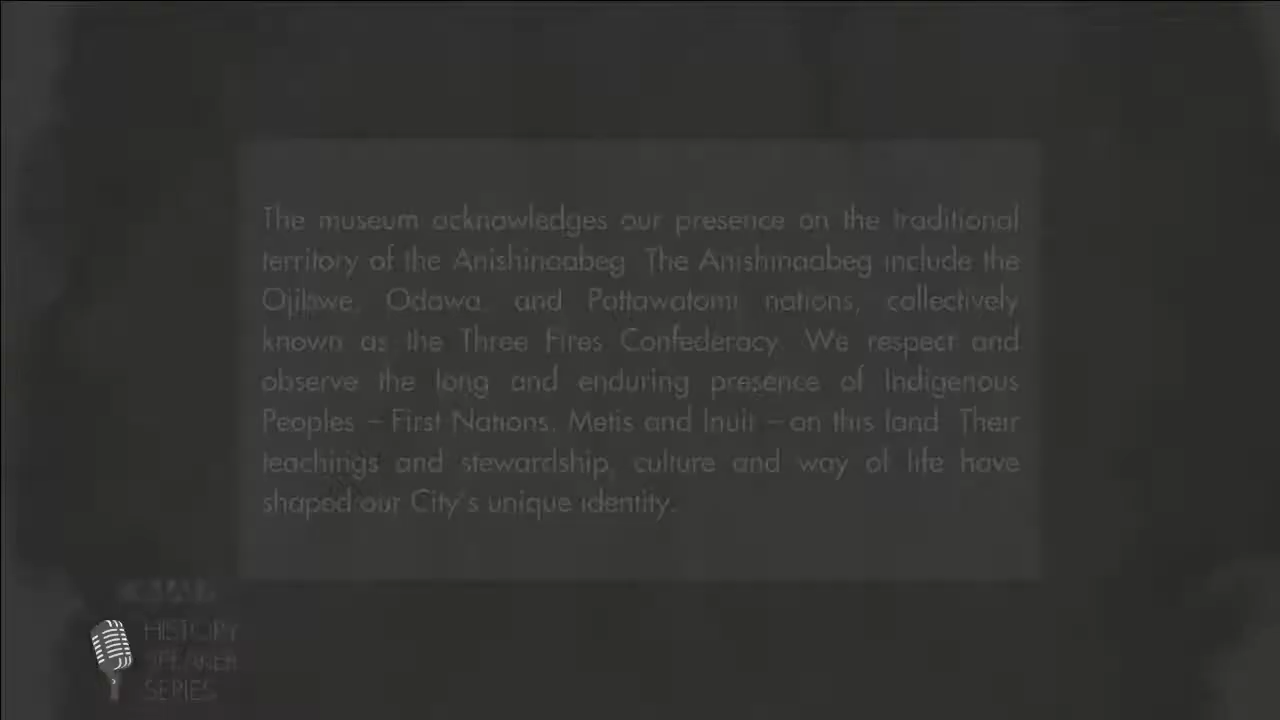 The museum acknowledges our presence on the traditional
territory of the Anishinaabeg. The Anishinaabeg include the
Ojibwe, Odawa, and Pottawatomi nations, collectively
known as the Three Fires Confederacy. We respect and
observe the long and enduring presence of Indigenous
Peoples – First Nations, Metis and Inuit – on this land. Their
teachings and stewardship, culture and way of life have
shaped our City's unique identity.
HISTORY
SPEAKER
SERIES